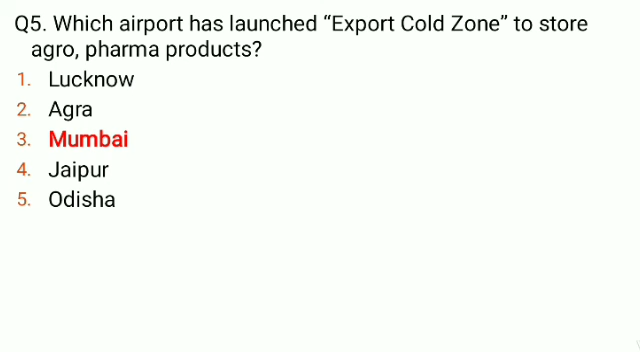 Q5. Which airport has launched “Export Cold Zone” to store
agro, pharma products?
1. Lucknow
2. Agra
3. Mumbai
4. Jaipur
5. Odisha